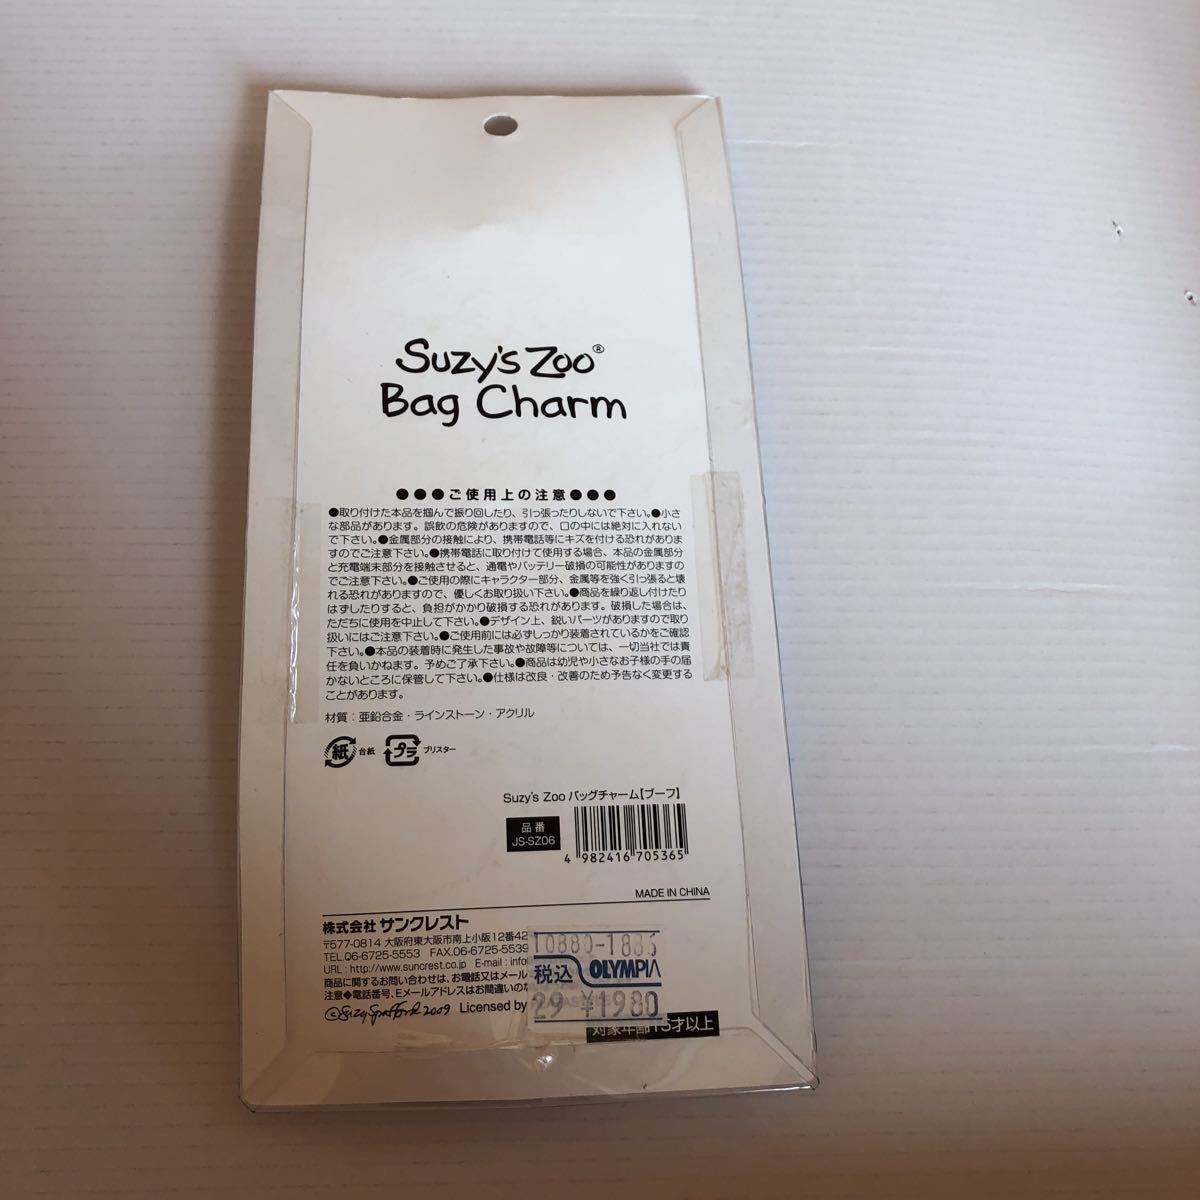 Suzy's Zoo®
Bag Charm
●●●ご使用上の注意●●●
●取り付けた本品を掴んで振り回したり、引っ張ったりしないで下さい。●小さ
な部品があります。誤飲の危険がありますので、口の中には絶対に入れない
で下さい。●金属部分の接触により、携帯電話等にキズを付ける恐れがありま
すのでご注意下さい。●携帯電話に取り付けて使用する場合、本品の金属部分
と充電端末部分を接触させると、通電やバッテリー破損の可能性がありますの
でご注意下さい。●ご使用の際にキャラクター部分、金属等を強く引っ張ると壊
れる恐れがありますので、優しくお取り扱い下さい。●商品を繰り返し付けたり
はずしたりすると、負担がかかり破損する恐れがあります。破損した場合は、
ただちに使用を中止して下さい。●デザイン上、鋭いパーツがありますので取り
扱いにはご注意下さい。●ご使用前には必ずしっかり装着されているかをご確認
下さい。●本品の装着時に発生した事故や故障等については、一切当社では責
任を負いかねます。予めご了承下さい。●商品は幼児や小さなお子様の手の届
かないところに保管して下さい。●仕様は改良・改善のため予告なく変更する
ことがあります。
材質：亜鉛合金・ラインストーン・アクリル
紙 台紙 プラ ブリスター
Suzy's Zoo バッグチャーム【ブーフ】
品番
JS-SZ06
4 982416 705365
MADE IN CHINA
株式会社 サンクレスト
〒577-0814 大阪府東大阪市南上小阪12番42
TEL.06-6725-5553 FAX.06-6725-5539
URL : http://www.suncrest.co.jp E-mail : info
商品に関するお問い合わせは、お電話又はメール
注意◆電話番号、Eメールアドレスはお間違いのな
©Suzy Spafford 2009 Licensed by
10880-1883
税込 OLYMPIA
29 ¥1980
対象年齢15才以上